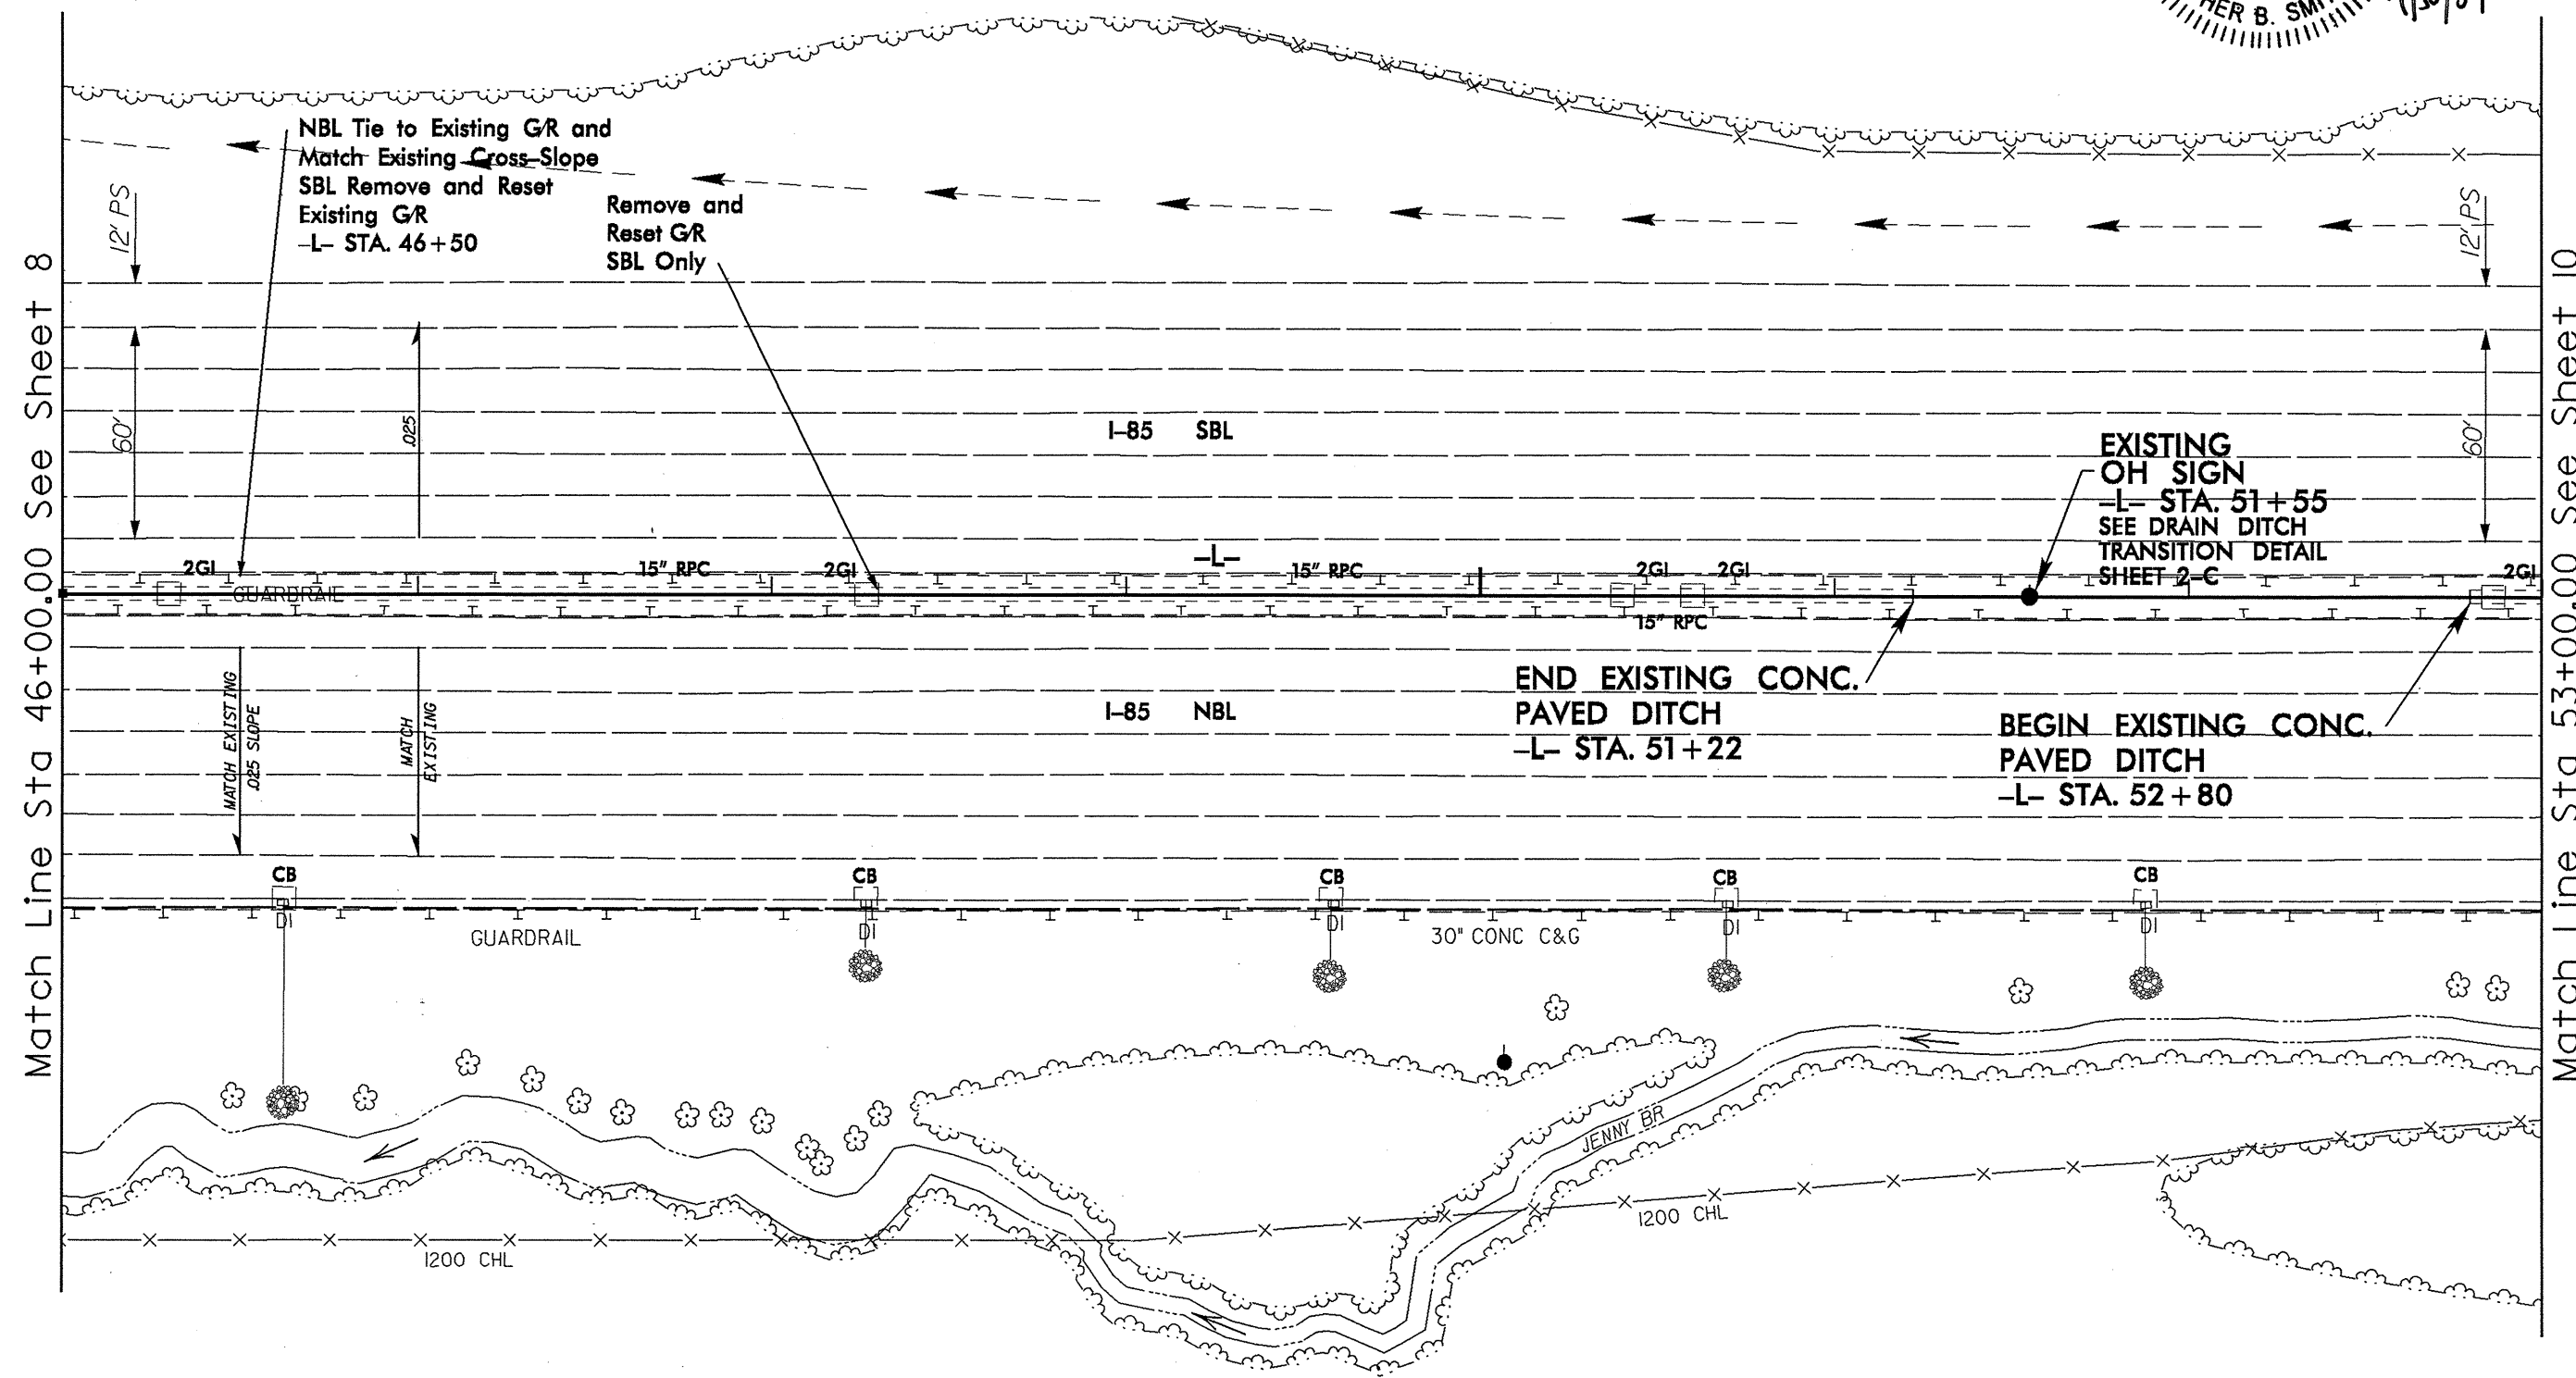 HER B. SMI
NBL Tie to Existing G/R and
Match Existing Cross-Slope
SBL Remove and Reset
Existing G/R
-L- STA. 46+50
Remove and
Reset G/R
SBL Only
12' PS
12' PS
Match Line Sta 46+00.00 See Sheet 8
Match Line Sta 53+00.00 See Sheet 10
60'
.025
I-85 SBL
60'
EXISTING
OH SIGN
-L- STA. 51+55
SEE DRAIN DITCH
TRANSITION DETAIL
SHEET 2-C
2GI
GUARDRAIL
15" RPC
2GI
-L-
15" RPC
2GI
2GI
2GI
15" RPC
MATCH EXISTING
.025 SLOPE
MATCH
EXISTING
I-85 NBL
END EXISTING CONC.
PAVED DITCH
-L- STA. 51+22
BEGIN EXISTING CONC.
PAVED DITCH
-L- STA. 52+80
CB
CB
CB
CB
CB
DI
DI
DI
DI
DI
GUARDRAIL
30" CONC C&G
JENNY BR
1200 CHL
1200 CHL